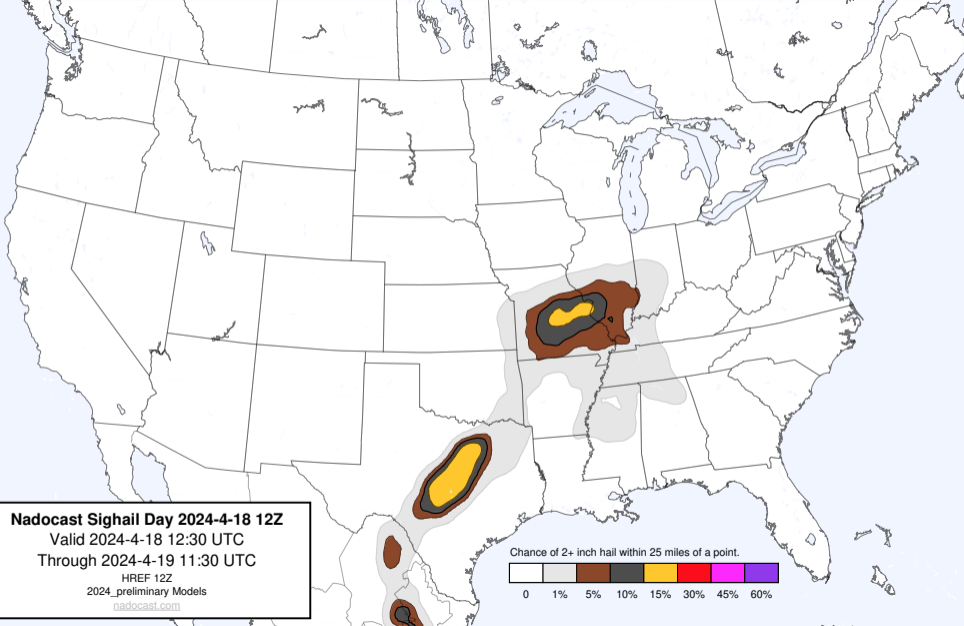 Nadocast Sighail Day 2024-4-18 12Z
Valid 2024-4-18 12:30 UTC
Through 2024-4-19 11:30 UTC
HREF 12Z
2024_preliminary Models
nadocast.com
Chance of 2+ inch hail within 25 miles of a point.
0 1% 5% 10% 15% 30% 45% 60%